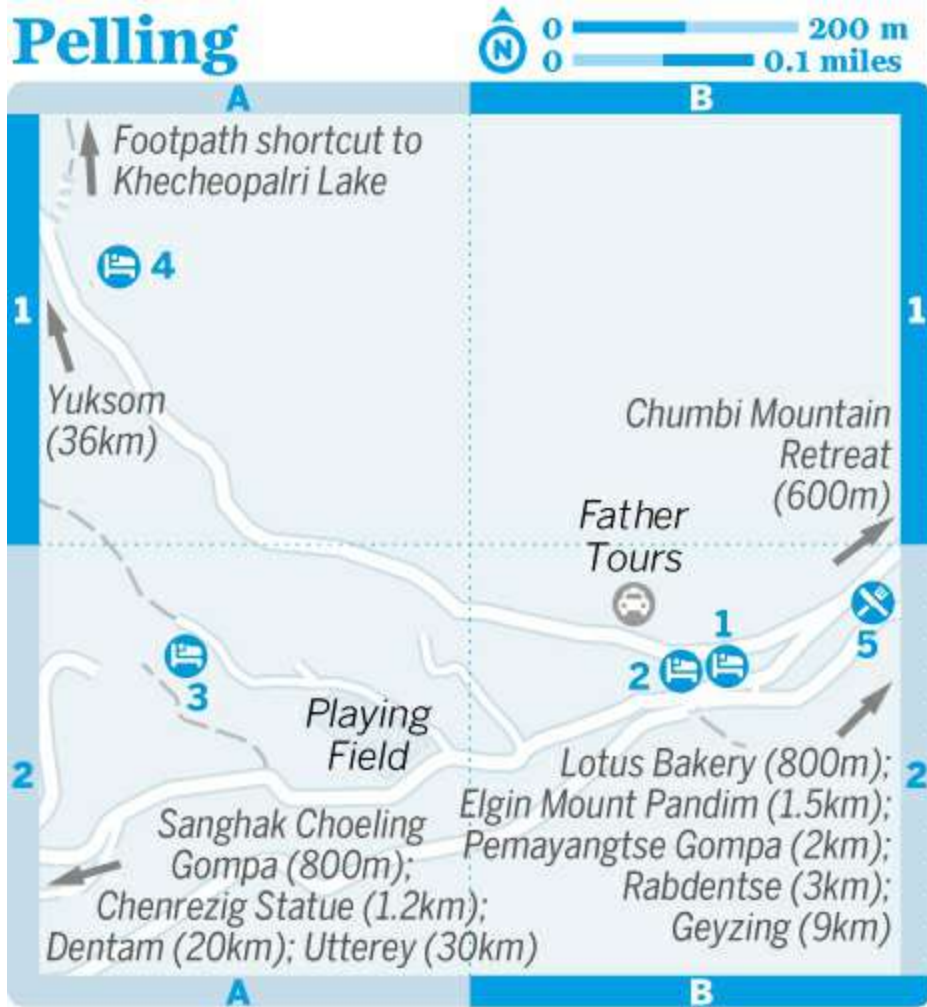 Pelling
N
0 200 m
0 0.1 miles
A B
Footpath shortcut to
Khecheopalri Lake
4
1 1
Yuksom
(36km)
Chumbi Mountain
Retreat
(600m)
Father
Tours
1
2
5
3
Playing
Field
2 2
Lotus Bakery (800m);
Elgin Mount Pandim (1.5km);
Pemayangtse Gompa (2km);
Rabdentse (3km);
Geyzing (9km)
Sanghak Choeling
Gompa (800m);
Chenrezig Statue (1.2km);
Dentam (20km); Utterey (30km)
A B